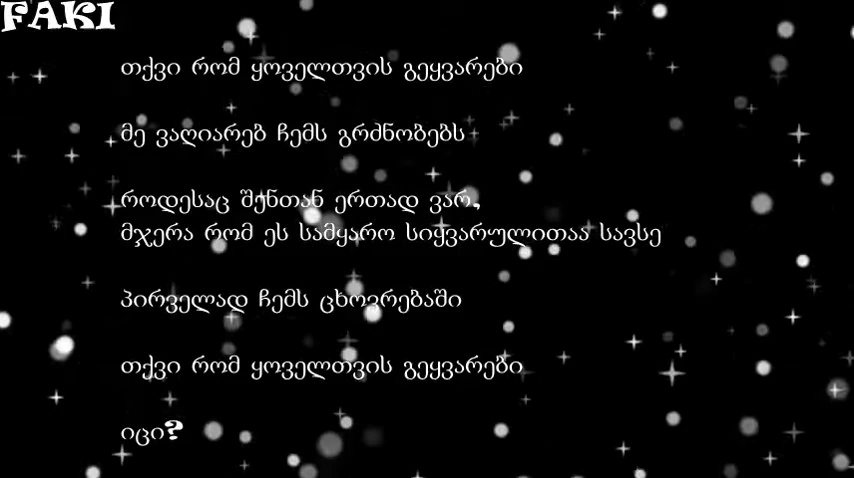 FAKI
თქვი რომ ყოველთვის გეყვარები
მე ვაღიარებ ჩემს გრძნობებს
როდესაც შენთან ერთად ვარ,
მჯერა რომ ეს სამყარო სიყვარულითაა სავსე
პირველად ჩემს ცხოვრებაში
თქვი რომ ყოველთვის გეყვარები
იცი?